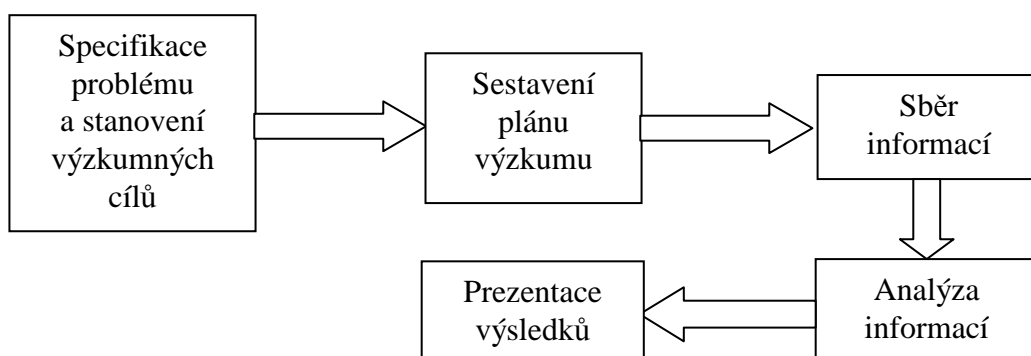 Specifikace
problému
a stanovení
výzkumných
cílů
Sestavení
plánu
výzkumu
Sběr
informací
Analýza
informací
Prezentace
výsledků